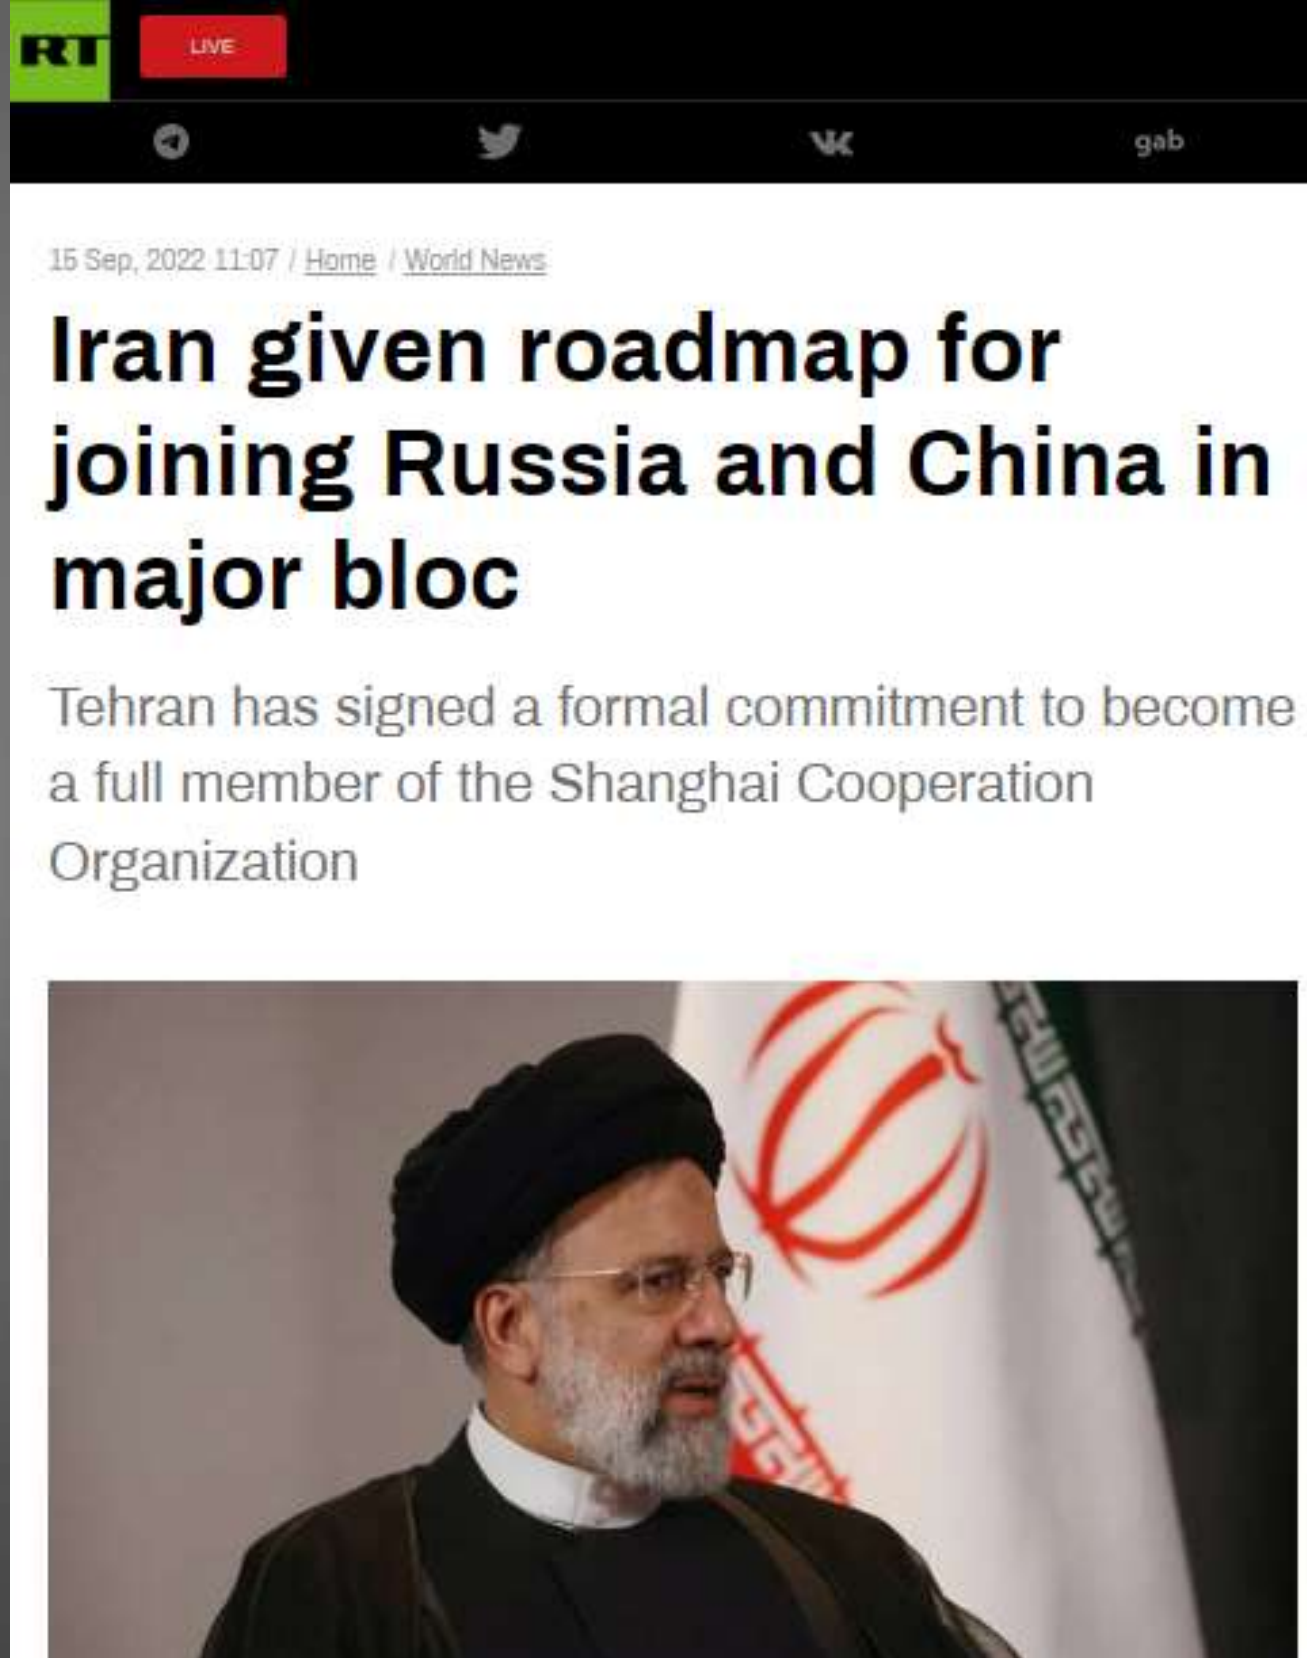 RT
LIVE
gab
15 Sep, 2022 11:07 / Home / World News
Iran given roadmap for
joining Russia and China in
major bloc
Tehran has signed a formal commitment to become
a full member of the Shanghai Cooperation
Organization